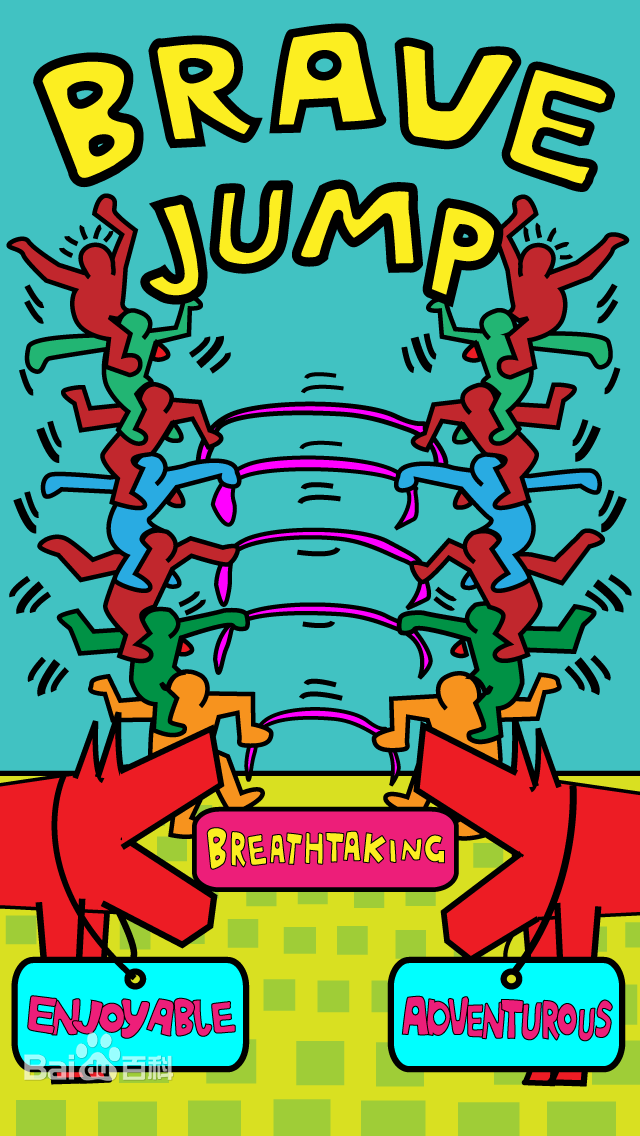 BRAVE
JUMP
BREATHTAKING
ENJOYABLE
ADVENTUROUS
Bai百科